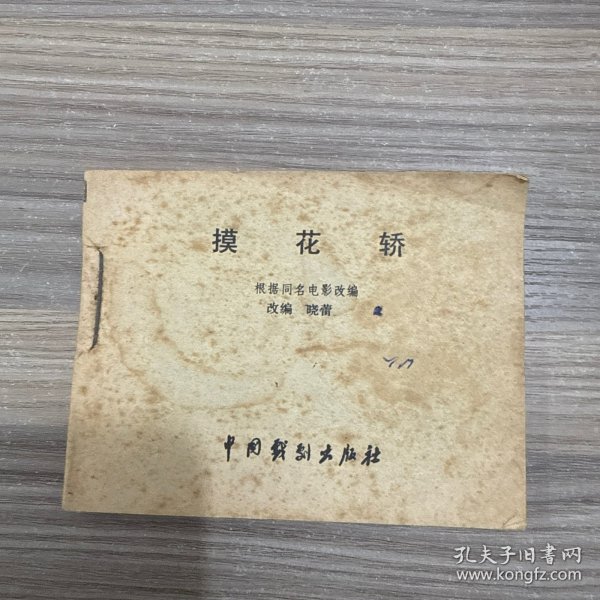 摸花轿
根据同名电影改编
改编 晓蕾
中国戏剧出版社
孔夫子旧书网
www.kongfz.com